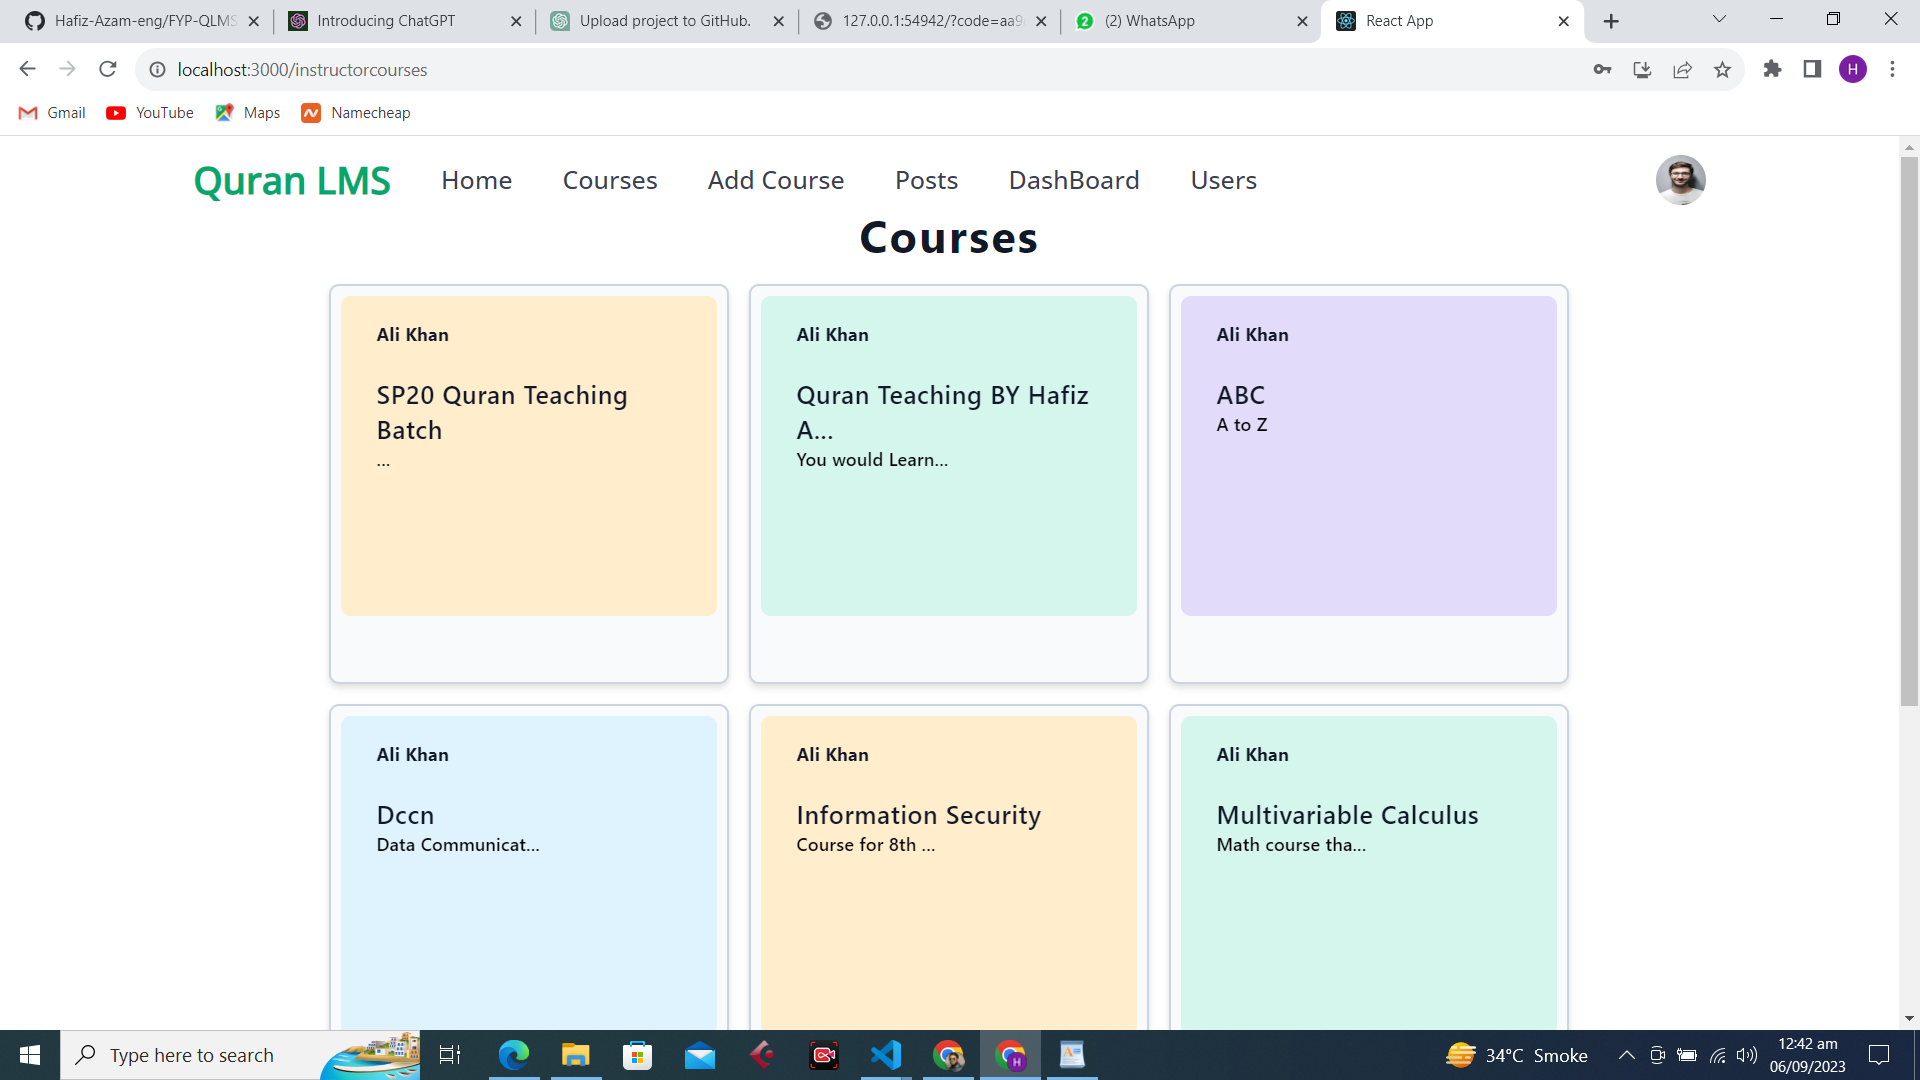 Hafiz-Azam-eng/FYP-QLMS
Introducing ChatGPT
Upload project to GitHub.
127.0.0.1:54942/?code=aa9
(2) WhatsApp
React App
localhost:3000/instructorcourses
H
Gmail
YouTube
Maps
Namecheap
Quran LMS Home Courses Add Course Posts DashBoard Users
Courses
Ali Khan
SP20 Quran Teaching
Batch
...
Ali Khan
Quran Teaching BY Hafiz
A...
You would Learn...
Ali Khan
ABC
A to Z
Ali Khan
Dccn
Data Communicat...
Ali Khan
Information Security
Course for 8th ...
Ali Khan
Multivariable Calculus
Math course tha...
Type here to search
34°C Smoke
12:42 am
06/09/2023